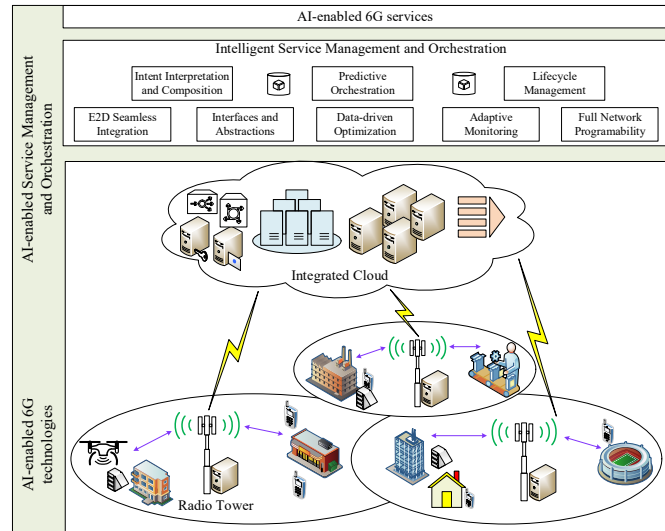 AI-enabled 6G services
Intelligent Service Management and Orchestration
Intent Interpretation
and Composition
Predictive
Orchestration
Lifecycle
Management
E2D Seamless
Integration
Interfaces and
Abstractions
Data-driven
Optimization
Adaptive
Monitoring
Full Network
Programability
AI-enabled Service Management
and Orchestration
Integrated Cloud
AI-enabled 6G
technologies
Radio Tower